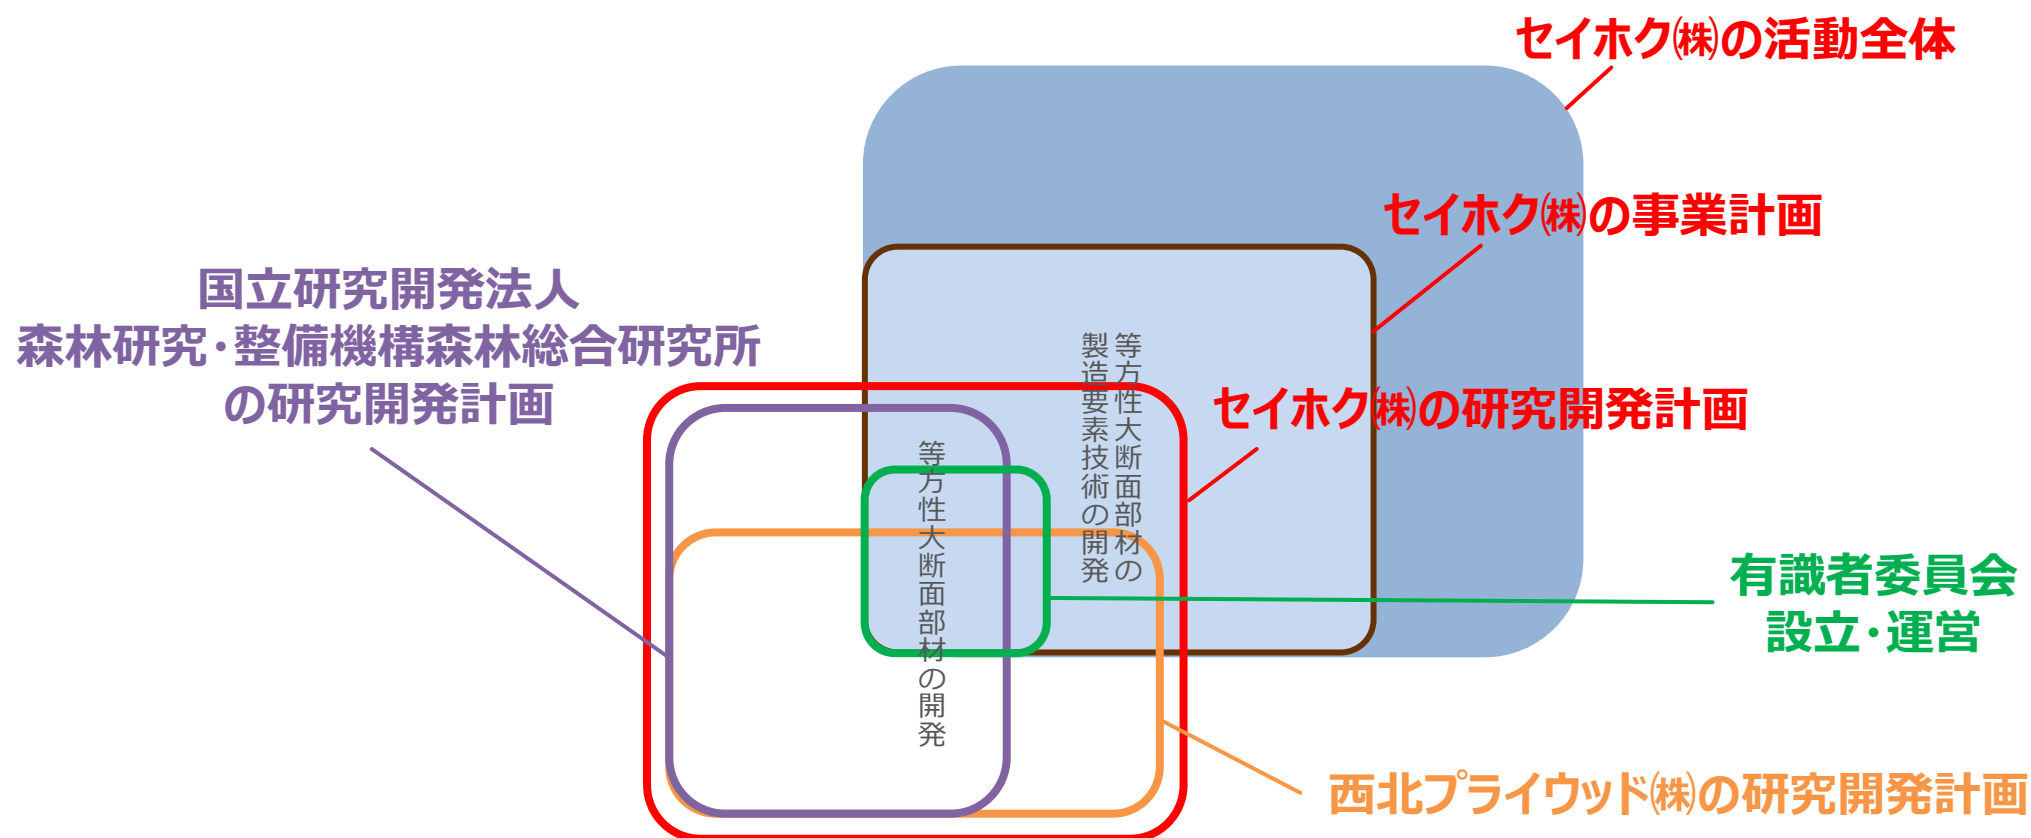 セイホク㈱の活動全体
セイホク㈱の事業計画
国立研究開発法人
森林研究・整備機構森林総合研究所
の研究開発計画
等方性大断面部材の
製造要素技術の開発
セイホク㈱の研究開発計画
等方性大断面部材の開発
有識者委員会
設立・運営
西北プライウッド㈱の研究開発計画